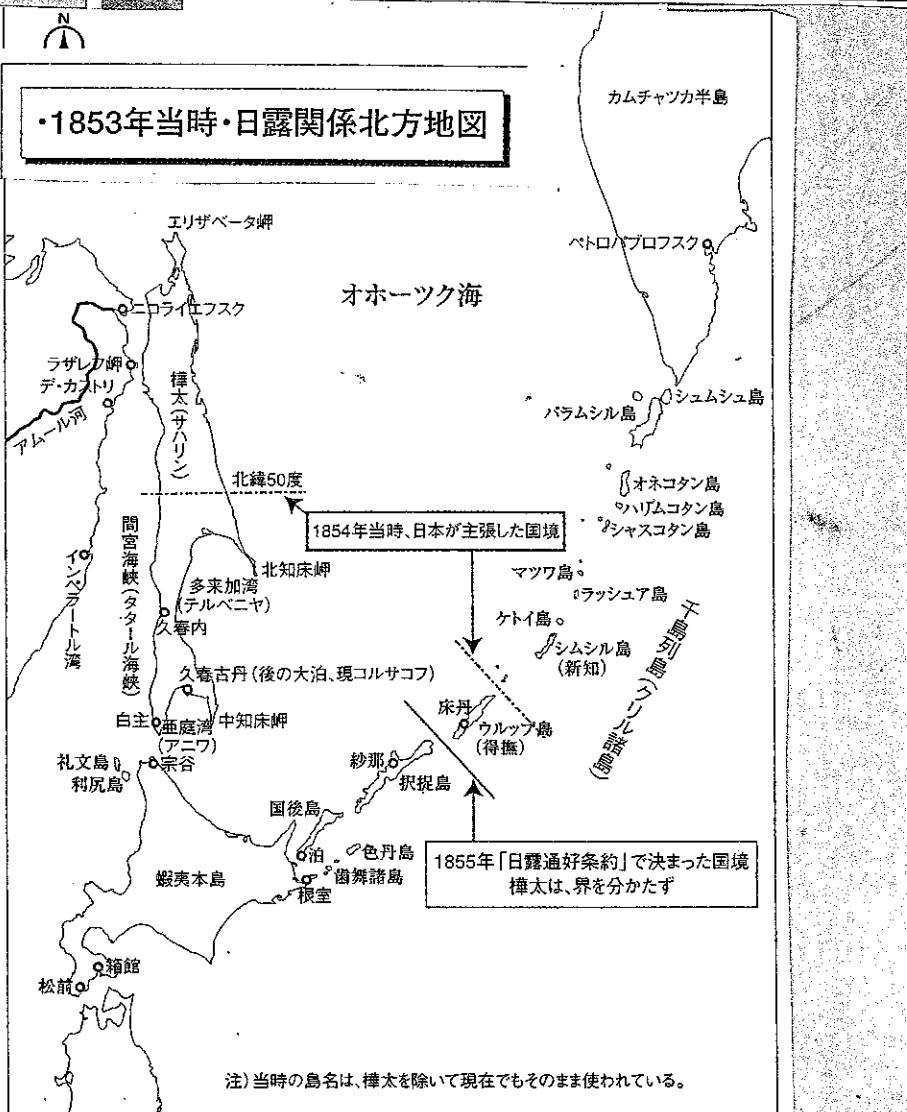 N
・1853年当時・日露関係北方地図
カムチャツカ半島
エリザベータ岬
ペトロパブロフスク
オホーツク海
ニコライエフスク
ラザレフ岬
デ・カストリ
アムール河
樺太(サハリン)
シュムシュ島
パラムシル島
北緯50度
オネコタン島
ハリムコタン島
シャスコタン島
1854年当時、日本が主張した国境
間宮海峡(タタール海峡)
インペラートル湾
北知床岬
多来加湾
(テルペニヤ)
久春内
マツワ島
ラッシュア島
ケトイ島
シムシル島
(新知)
千島列島(クリル諸島)
久春古丹(後の大泊、現コルサコフ)
白主
亜庭湾
(アニワ)
中知床岬
床丹
ウルップ島
(得撫)
礼文島
利尻島
宗谷
紗那
択捉島
国後島
泊
色丹島
歯舞諸島
根室
1855年「日露通好条約」で決まった国境
樺太は、界を分かたず
蝦夷本島
箱館
松前
注)当時の島名は、樺太を除いて現在でもそのまま使われている。